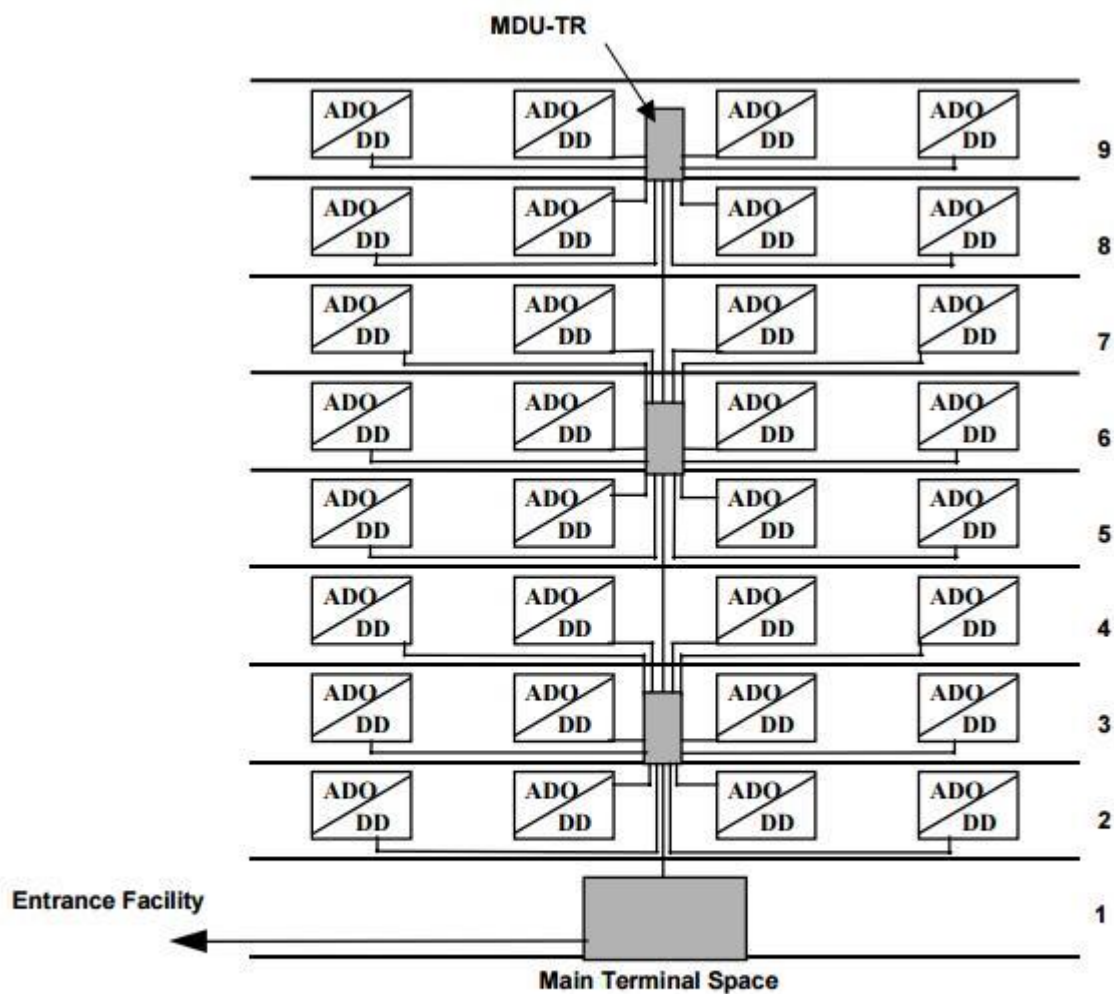 MDU-TR
ADO ADO ADO ADO
DD DD DD DD 9
ADO ADO ADO ADO
DD DD DD DD 8
ADO ADO ADO ADO
DD DD DD DD 7
ADO ADO ADO ADO
DD DD DD DD 6
ADO ADO ADO ADO
DD DD DD DD 5
ADO ADO ADO ADO
DD DD DD DD 4
ADO ADO ADO ADO
DD DD DD DD 3
ADO ADO ADO ADO
DD DD DD DD 2
Entrance Facility 1
Main Terminal Space